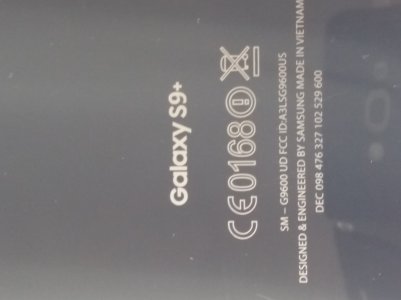 Galaxy S9+
CE0168
SM – G9600 UD FCC ID:A3LSG9600US
DESIGNED & ENGINEERED BY SAMSUNG MADE IN VIETNAM
DEC 098 476 327 102 529 600